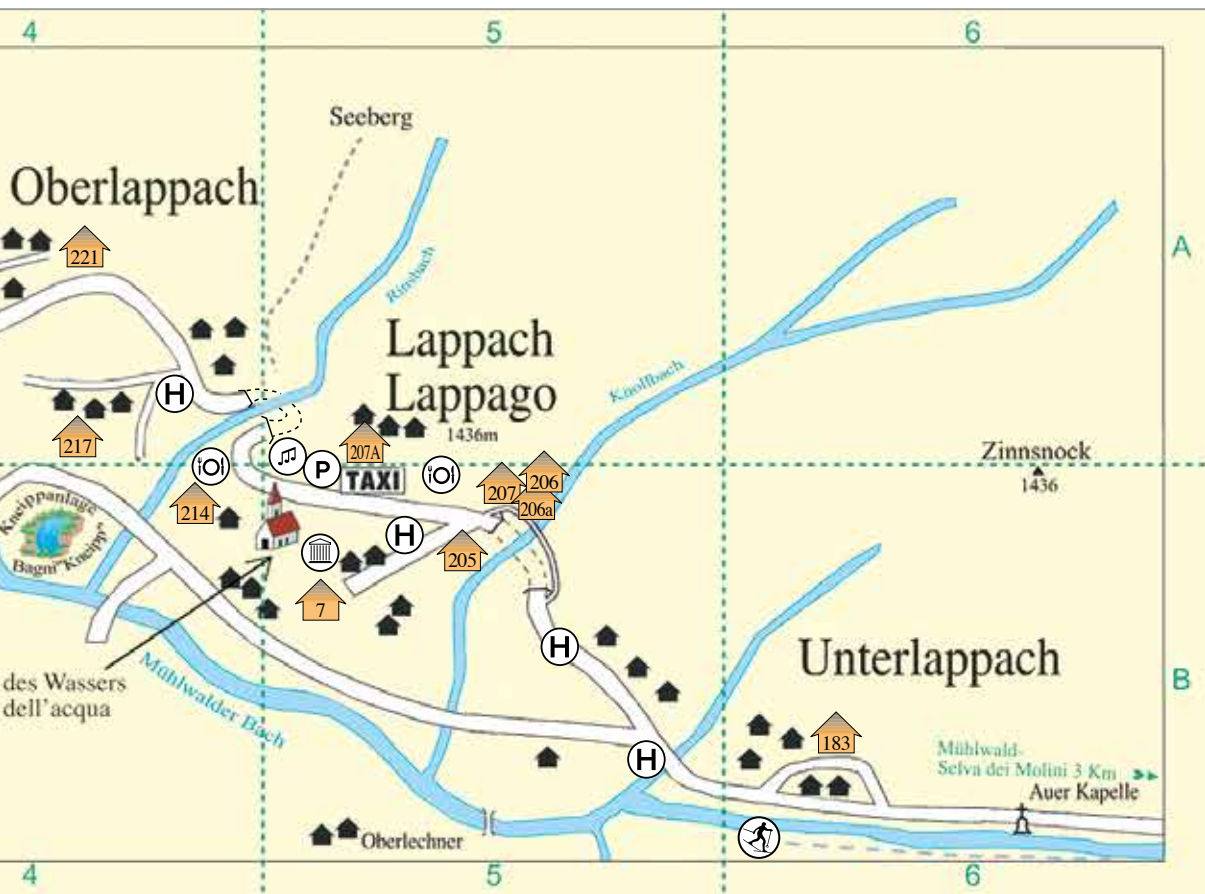 4
5
6
Seeberg
Oberlappach
221
A
Rinsbach
Lappach
Lappago
1436m
Knollbach
H
217
207A
P
TAXI
Zinnsnock
1436
207
206
206a
214
Kneippanlage
Bagni "Kneipp"
H
205
7
H
Unterlappach
B
des Wassers
dell'acqua
Mühlwalder Bach
183
H
Mühlwald-
Selva dei Molini 3 Km
Auer Kapelle
Oberlechner
4
5
6